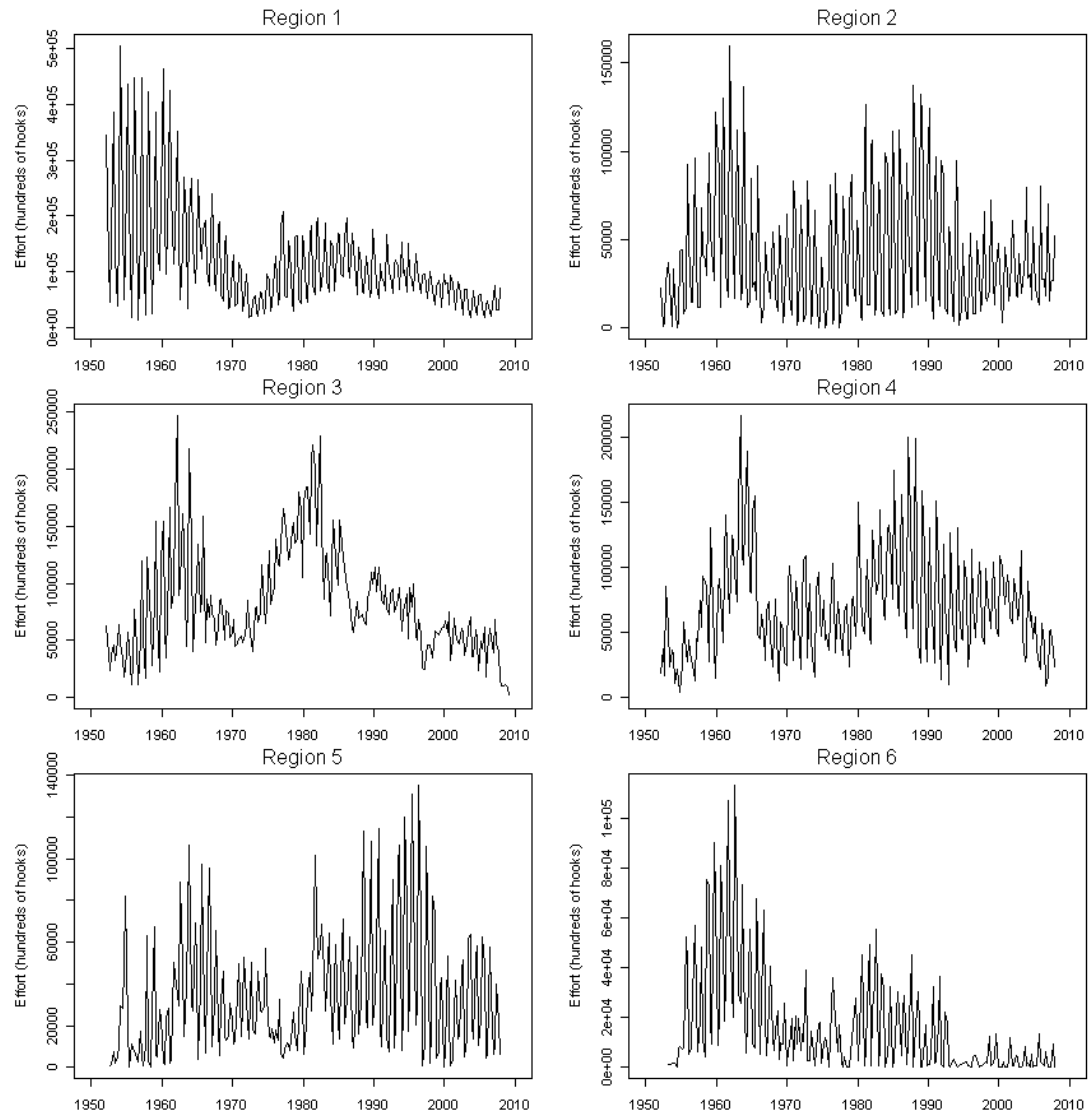 Region 1
Effort (hundreds of hooks)
5e+05
4e+05
3e+05
2e+05
1e+05
0e+00
1950 1960 1970 1980 1990 2000 2010
Region 2
Effort (hundreds of hooks)
150000
100000
50000
0
1950 1960 1970 1980 1990 2000 2010
Region 3
Effort (hundreds of hooks)
250000
200000
150000
100000
50000
0
1950 1960 1970 1980 1990 2000 2010
Region 4
Effort (hundreds of hooks)
200000
150000
100000
50000
0
1950 1960 1970 1980 1990 2000 2010
Region 5
Effort (hundreds of hooks)
140000
100000
60000
20000
0
1950 1960 1970 1980 1990 2000 2010
Region 6
Effort (hundreds of hooks)
1e+05
8e+04
6e+04
4e+04
2e+04
0e+00
1950 1960 1970 1980 1990 2000 2010